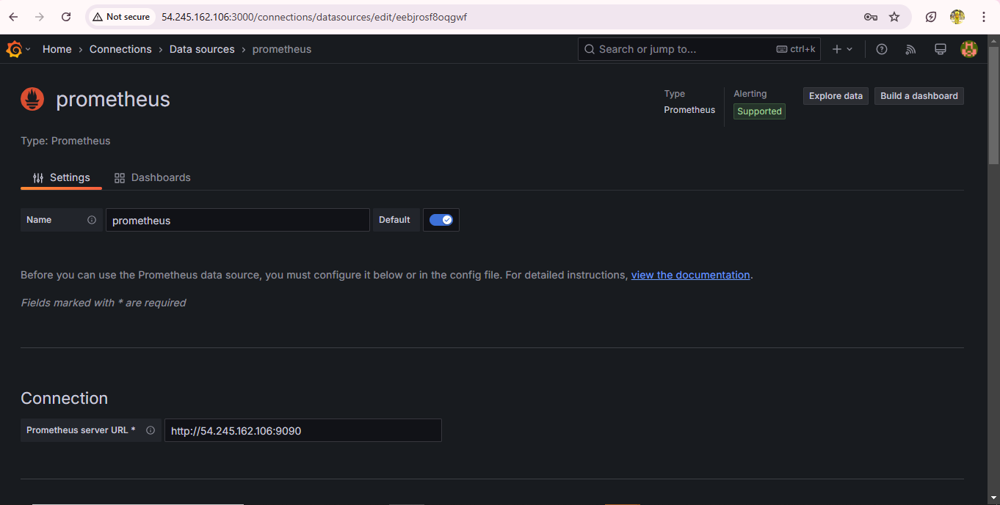 Not secure 54.245.162.106:3000/connections/datasources/edit/eebjrosf8oqgwf
Home › Connections › Data sources › prometheus Search or jump to... ctrl+k
prometheus
Type Alerting Explore data Build a dashboard
Prometheus Supported
Type: Prometheus
Settings Dashboards
Name prometheus Default
Before you can use the Prometheus data source, you must configure it below or in the config file. For detailed instructions, view the documentation.
Fields marked with * are required
Connection
Prometheus server URL * http://54.245.162.106:9090